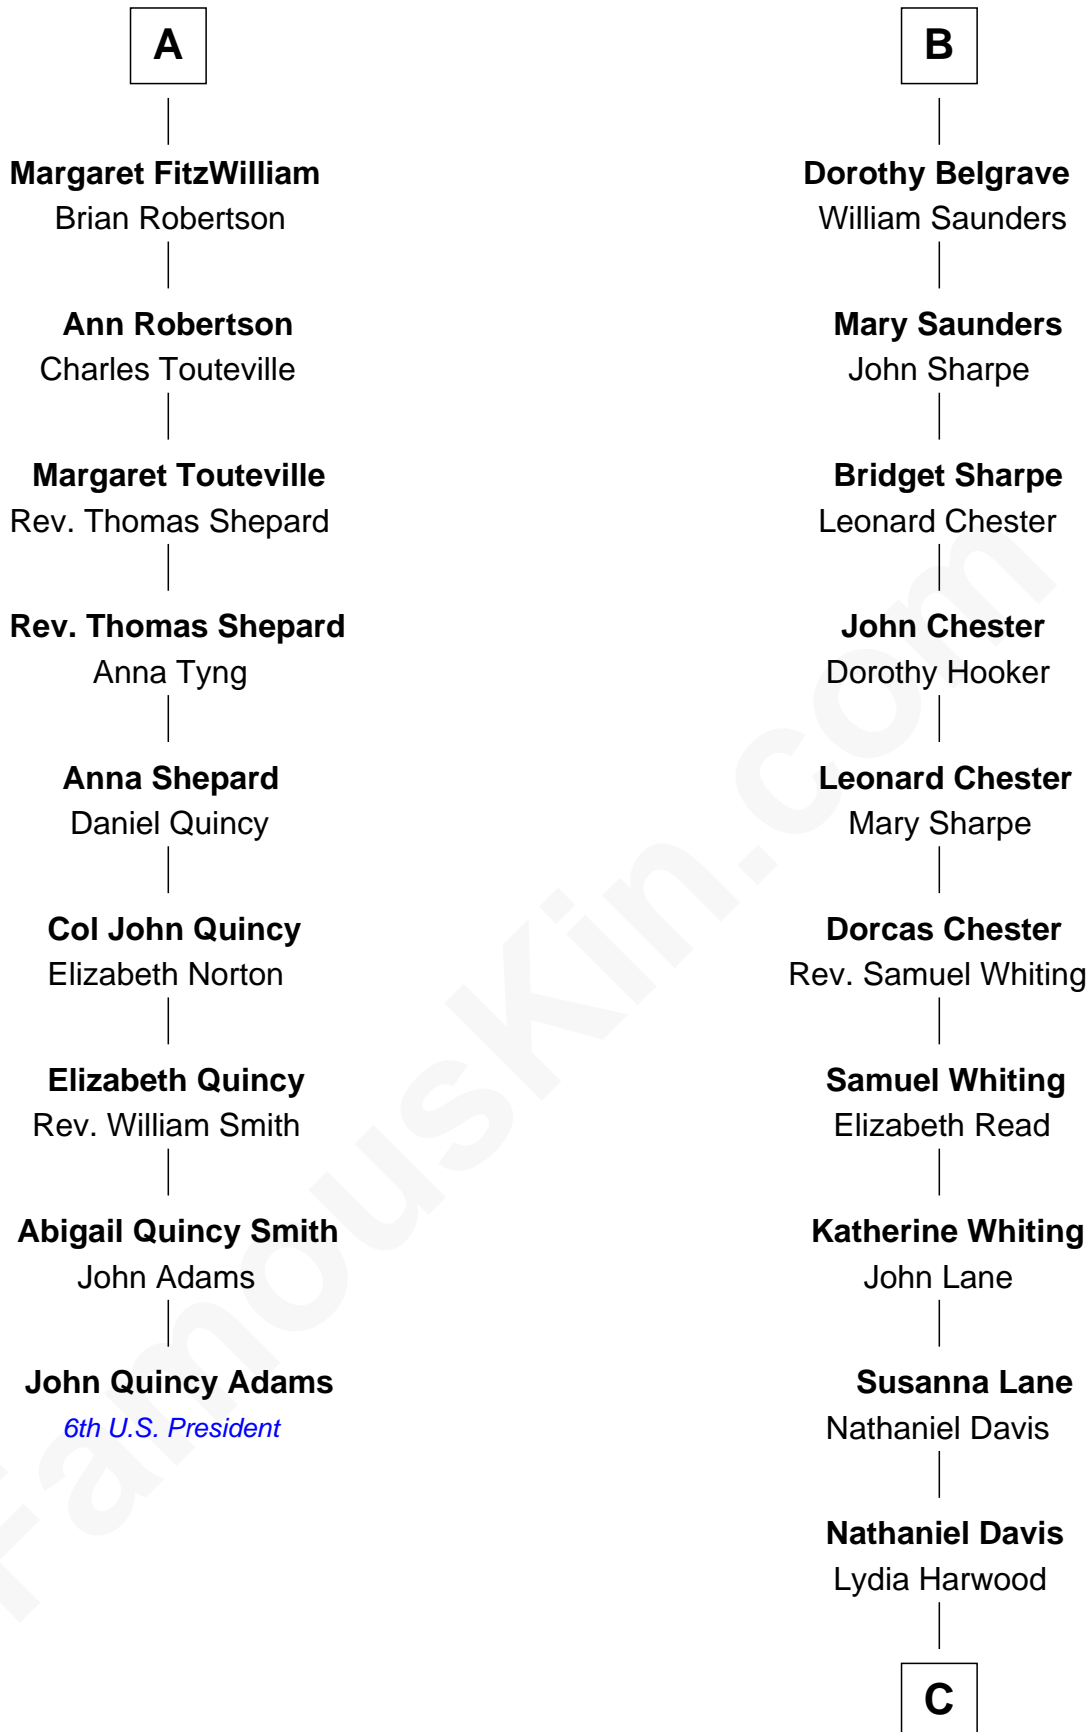 A
Margaret FitzWilliam
Brian Robertson
Ann Robertson
Charles Touteville
Margaret Touteville
Rev. Thomas Shepard
Rev. Thomas Shepard
Anna Tyng
Anna Shepard
Daniel Quincy
Col John Quincy
Elizabeth Norton
Elizabeth Quincy
Rev. William Smith
Abigail Quincy Smith
John Adams
John Quincy Adams
6th U.S. President
B
Dorothy Belgrave
William Saunders
Mary Saunders
John Sharpe
Bridget Sharpe
Leonard Chester
John Chester
Dorothy Hooker
Leonard Chester
Mary Sharpe
Dorcas Chester
Rev. Samuel Whiting
Samuel Whiting
Elizabeth Read
Katherine Whiting
John Lane
Susanna Lane
Nathaniel Davis
Nathaniel Davis
Lydia Harwood
C
FamousKin.com